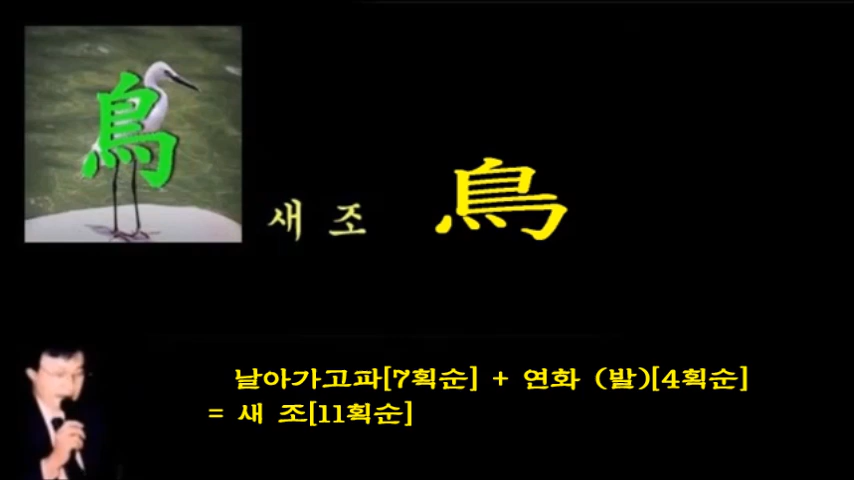 鳥
새 조 鳥
날아가고파[7획순] + 연화 (발)[4획순]
= 새 조[11획순]